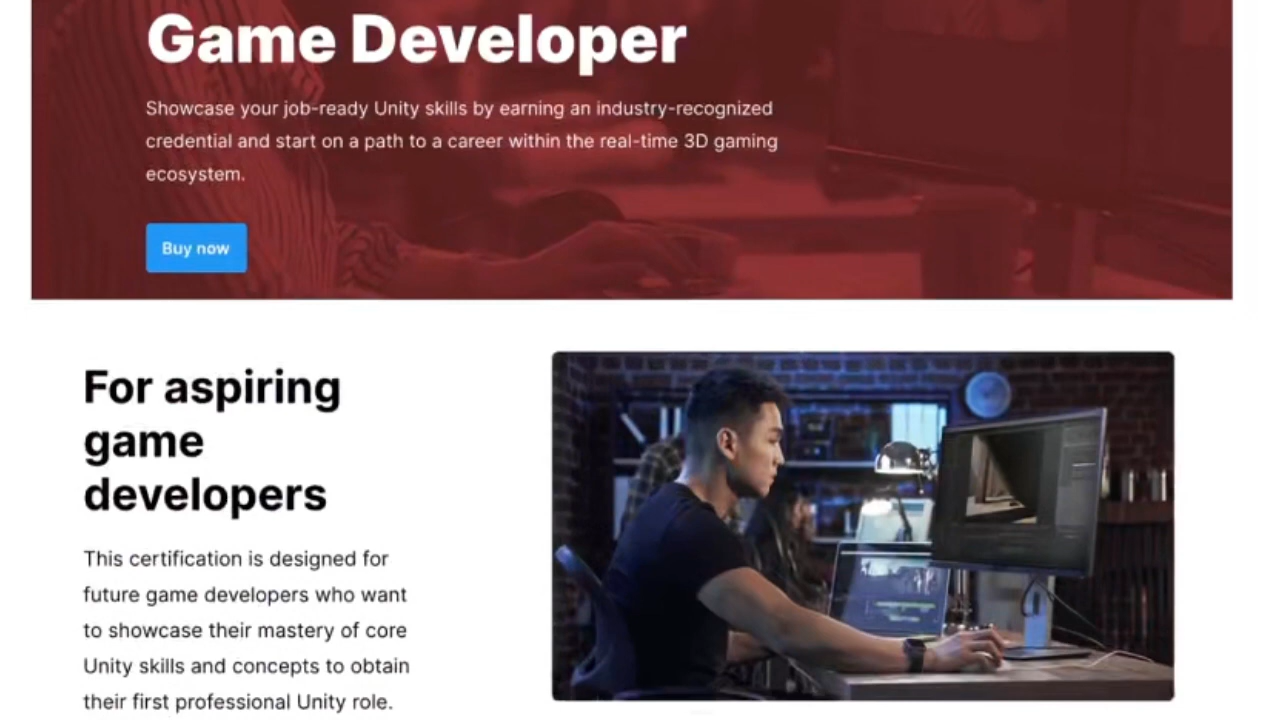 Game Developer
Showcase your job-ready Unity skills by earning an industry-recognized
credential and start on a path to a career within the real-time 3D gaming
ecosystem.
Buy now
For aspiring
game
developers
This certification is designed for
future game developers who want
to showcase their mastery of core
Unity skills and concepts to obtain
their first professional Unity role.